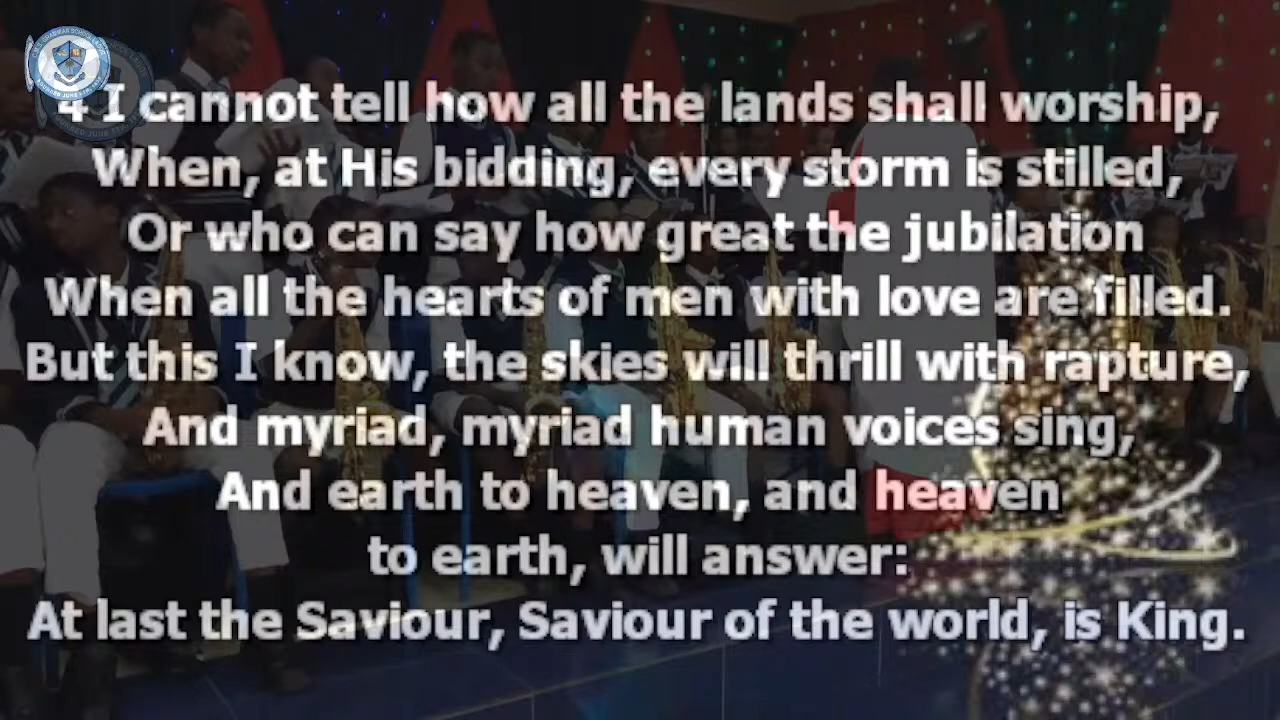 4 I cannot tell how all the lands shall worship,
When, at His bidding, every storm is stilled,
Or who can say how great the jubilation
When all the hearts of men with love are filled.
But this I know, the skies will thrill with rapture,
And myriad, myriad human voices sing,
And earth to heaven, and heaven
to earth, will answer:
At last the Saviour, Saviour of the world, is King.